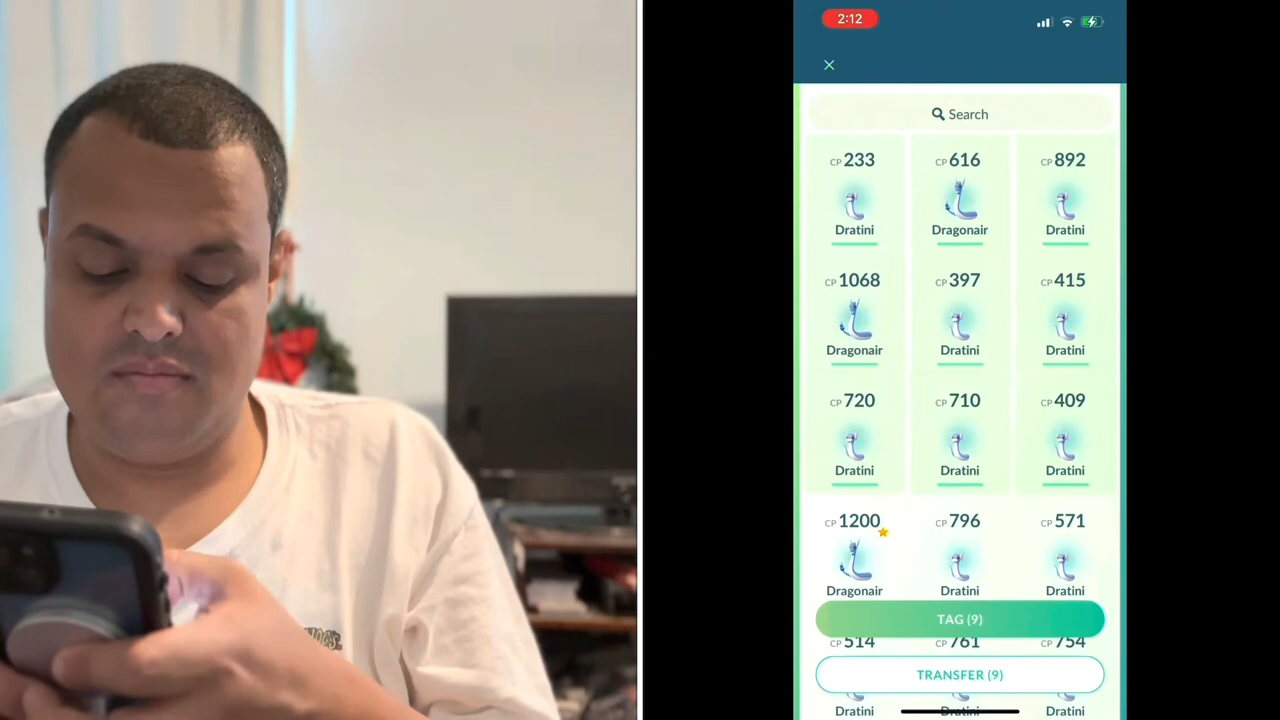 2:12
Search
CP 233
CP 616
CP 892
Dratini
Dragonair
Dratini
CP 1068
CP 397
CP 415
Dragonair
Dratini
Dratini
CP 720
CP 710
CP 409
Dratini
Dratini
Dratini
CP 1200
CP 796
CP 571
Dragonair
Dratini
Dratini
TAG (9)
CP 514
CP 761
CP 754
TRANSFER (9)
Dratini
Dratini
Dratini